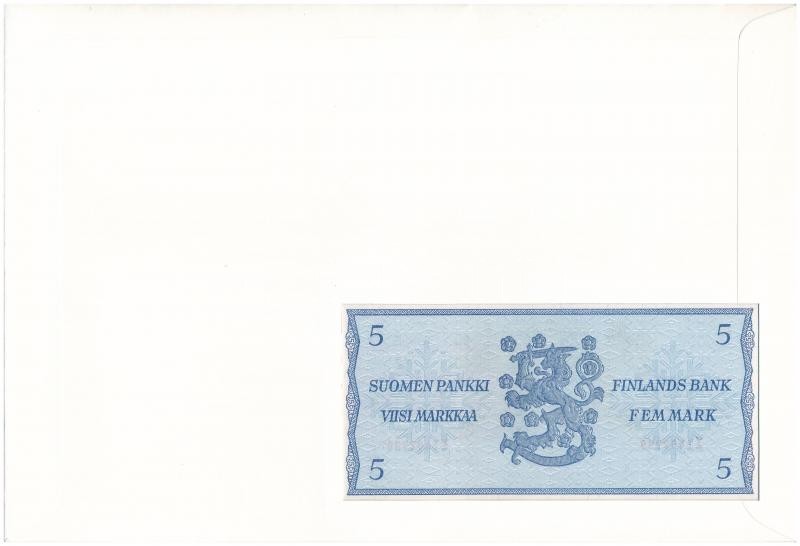 5 5
SUOMEN PANKKI FINLANDS BANK
VIISI MARKKAA FEM MARK
5 5